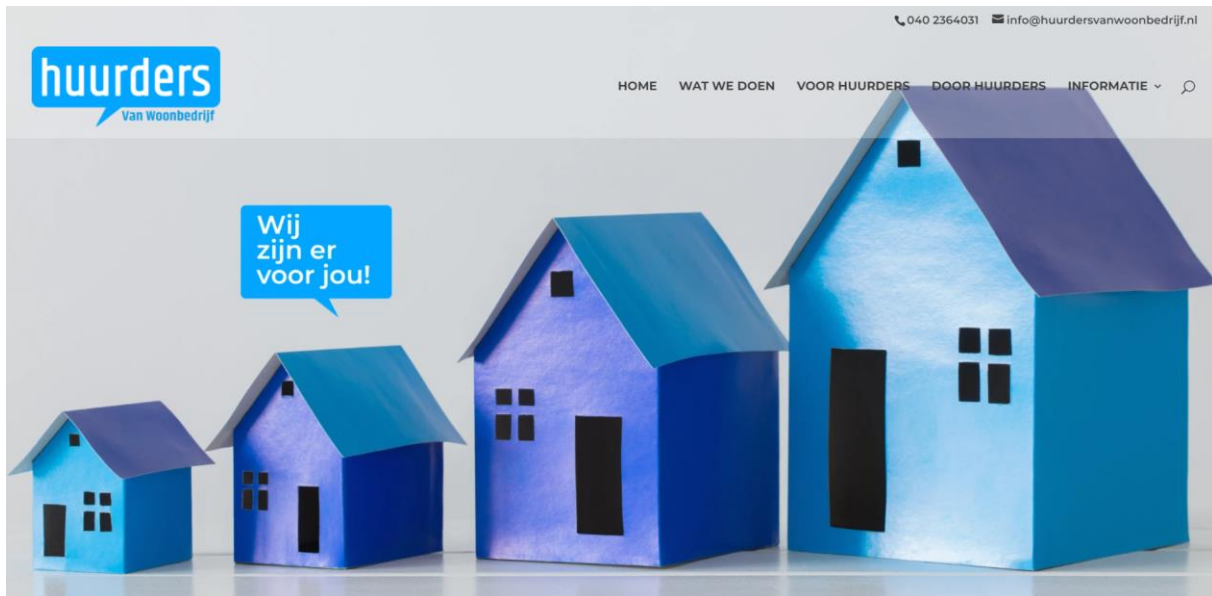 040 2364031 info@huurdersvanwoonbedrijf.nl
huurders
Van Woonbedrijf
HOME WAT WE DOEN VOOR HUURDERS DOOR HUURDERS INFORMATIE
Wij
zijn er
voor jou!